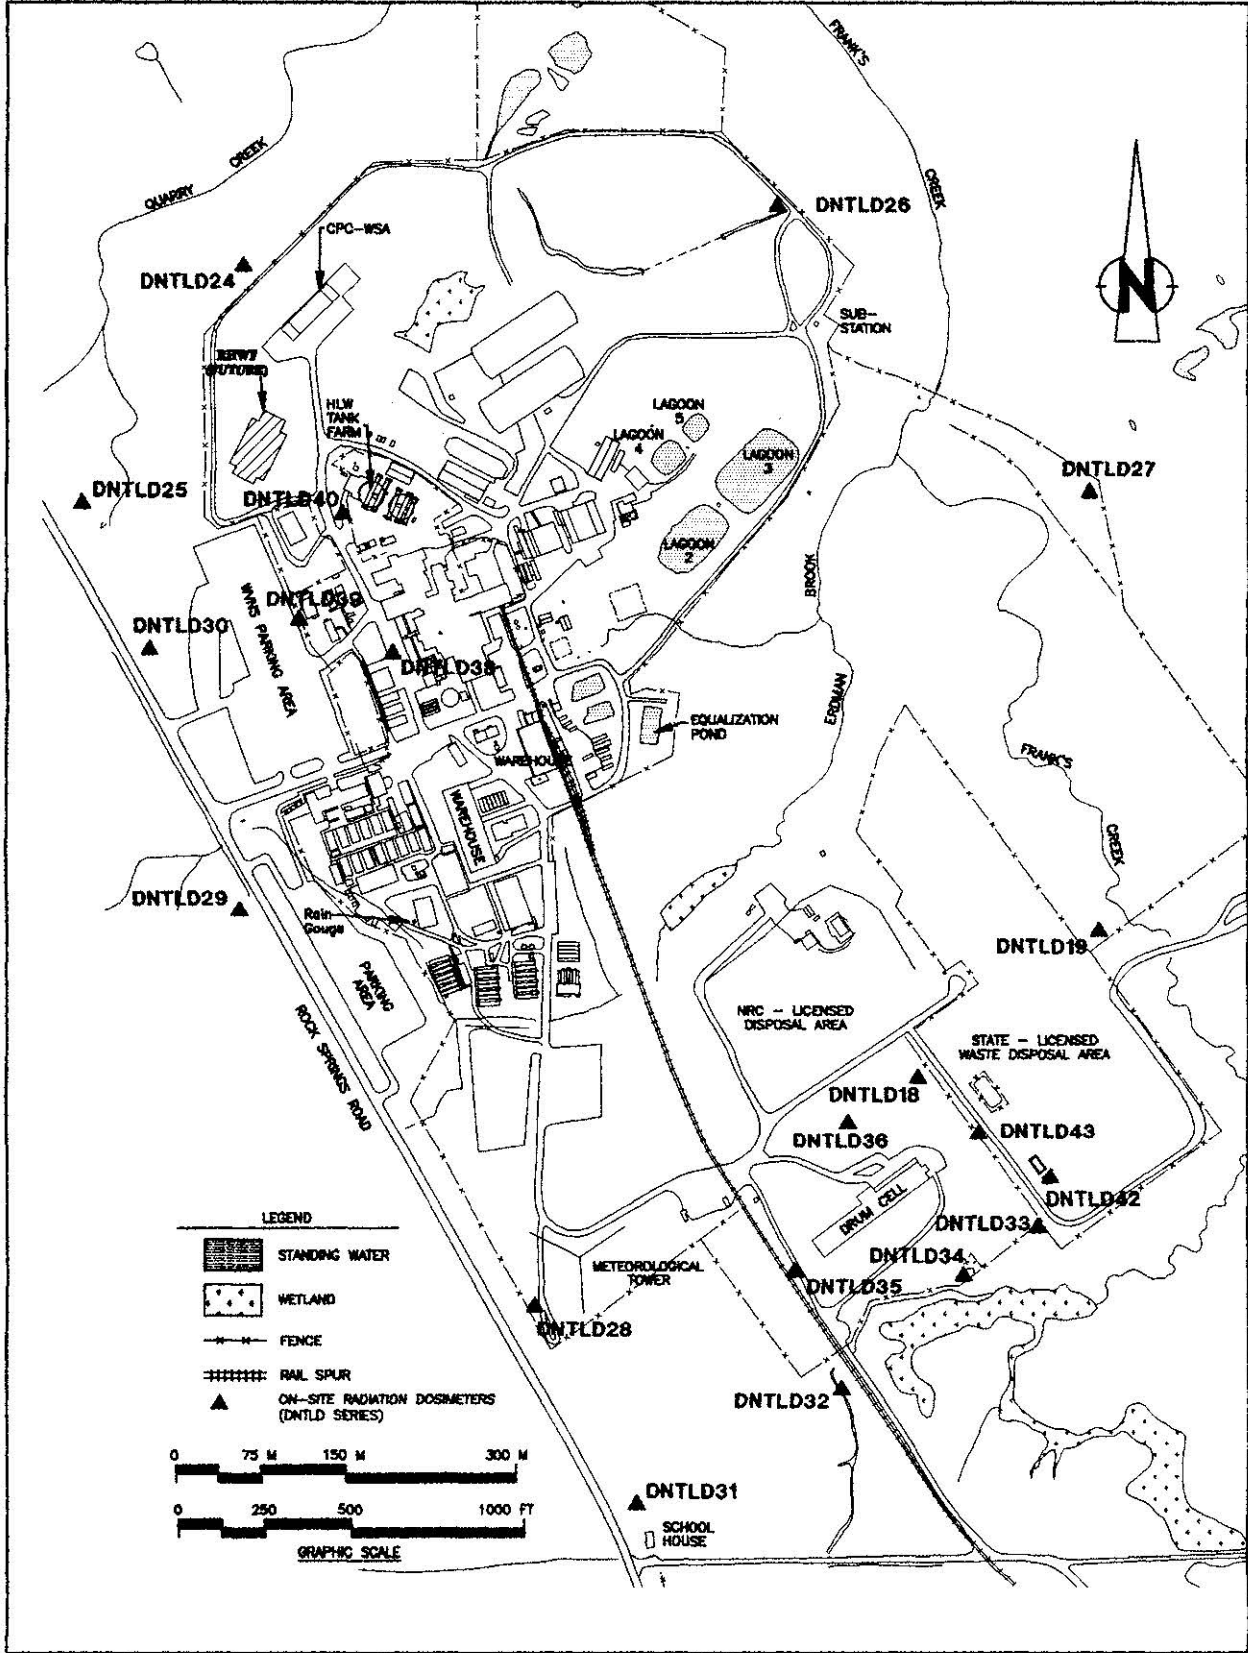 FRANK'S
CREEK
QUARRY
CREEK
DNTLD26
CPC-WSA
DNTLD24
N
SUB-
STATION
RHWF
(FUTURE)
HLW
TANK
FARM
LAGOON
5
LAGOON
4
LAGOON
3
DNTLD27
DNTLD25
DNTLD40
LAGOON
2
BROOK
ERDMAN
WVNS PARKING AREA
DNTLD39
DNTLD30
DNTLD38
EQUALIZATION
POND
WAREHOUSE
FRANK'S
CREEK
WAREHOUSE
DNTLD29
Rain
Gauge
DNTLD19
PARKING
AREA
NRC - LICENSED
DISPOSAL AREA
ROCK SPRINGS ROAD
STATE - LICENSED
WASTE DISPOSAL AREA
DNTLD18
DNTLD36
DNTLD43
DRUM CELL
DNTLD42
DNTLD33
DNTLD34
METEOROLOGICAL
TOWER
DNTLD35
DNTLD28
DNTLD32
DNTLD31
SCHOOL
HOUSE
LEGEND
STANDING WATER
WETLAND
FENCE
RAIL SPUR
ON-SITE RADIATION DOSIMETERS
(DNTLD SERIES)
0 75 M 150 M 300 M
0 250 500 1000 FT
GRAPHIC SCALE